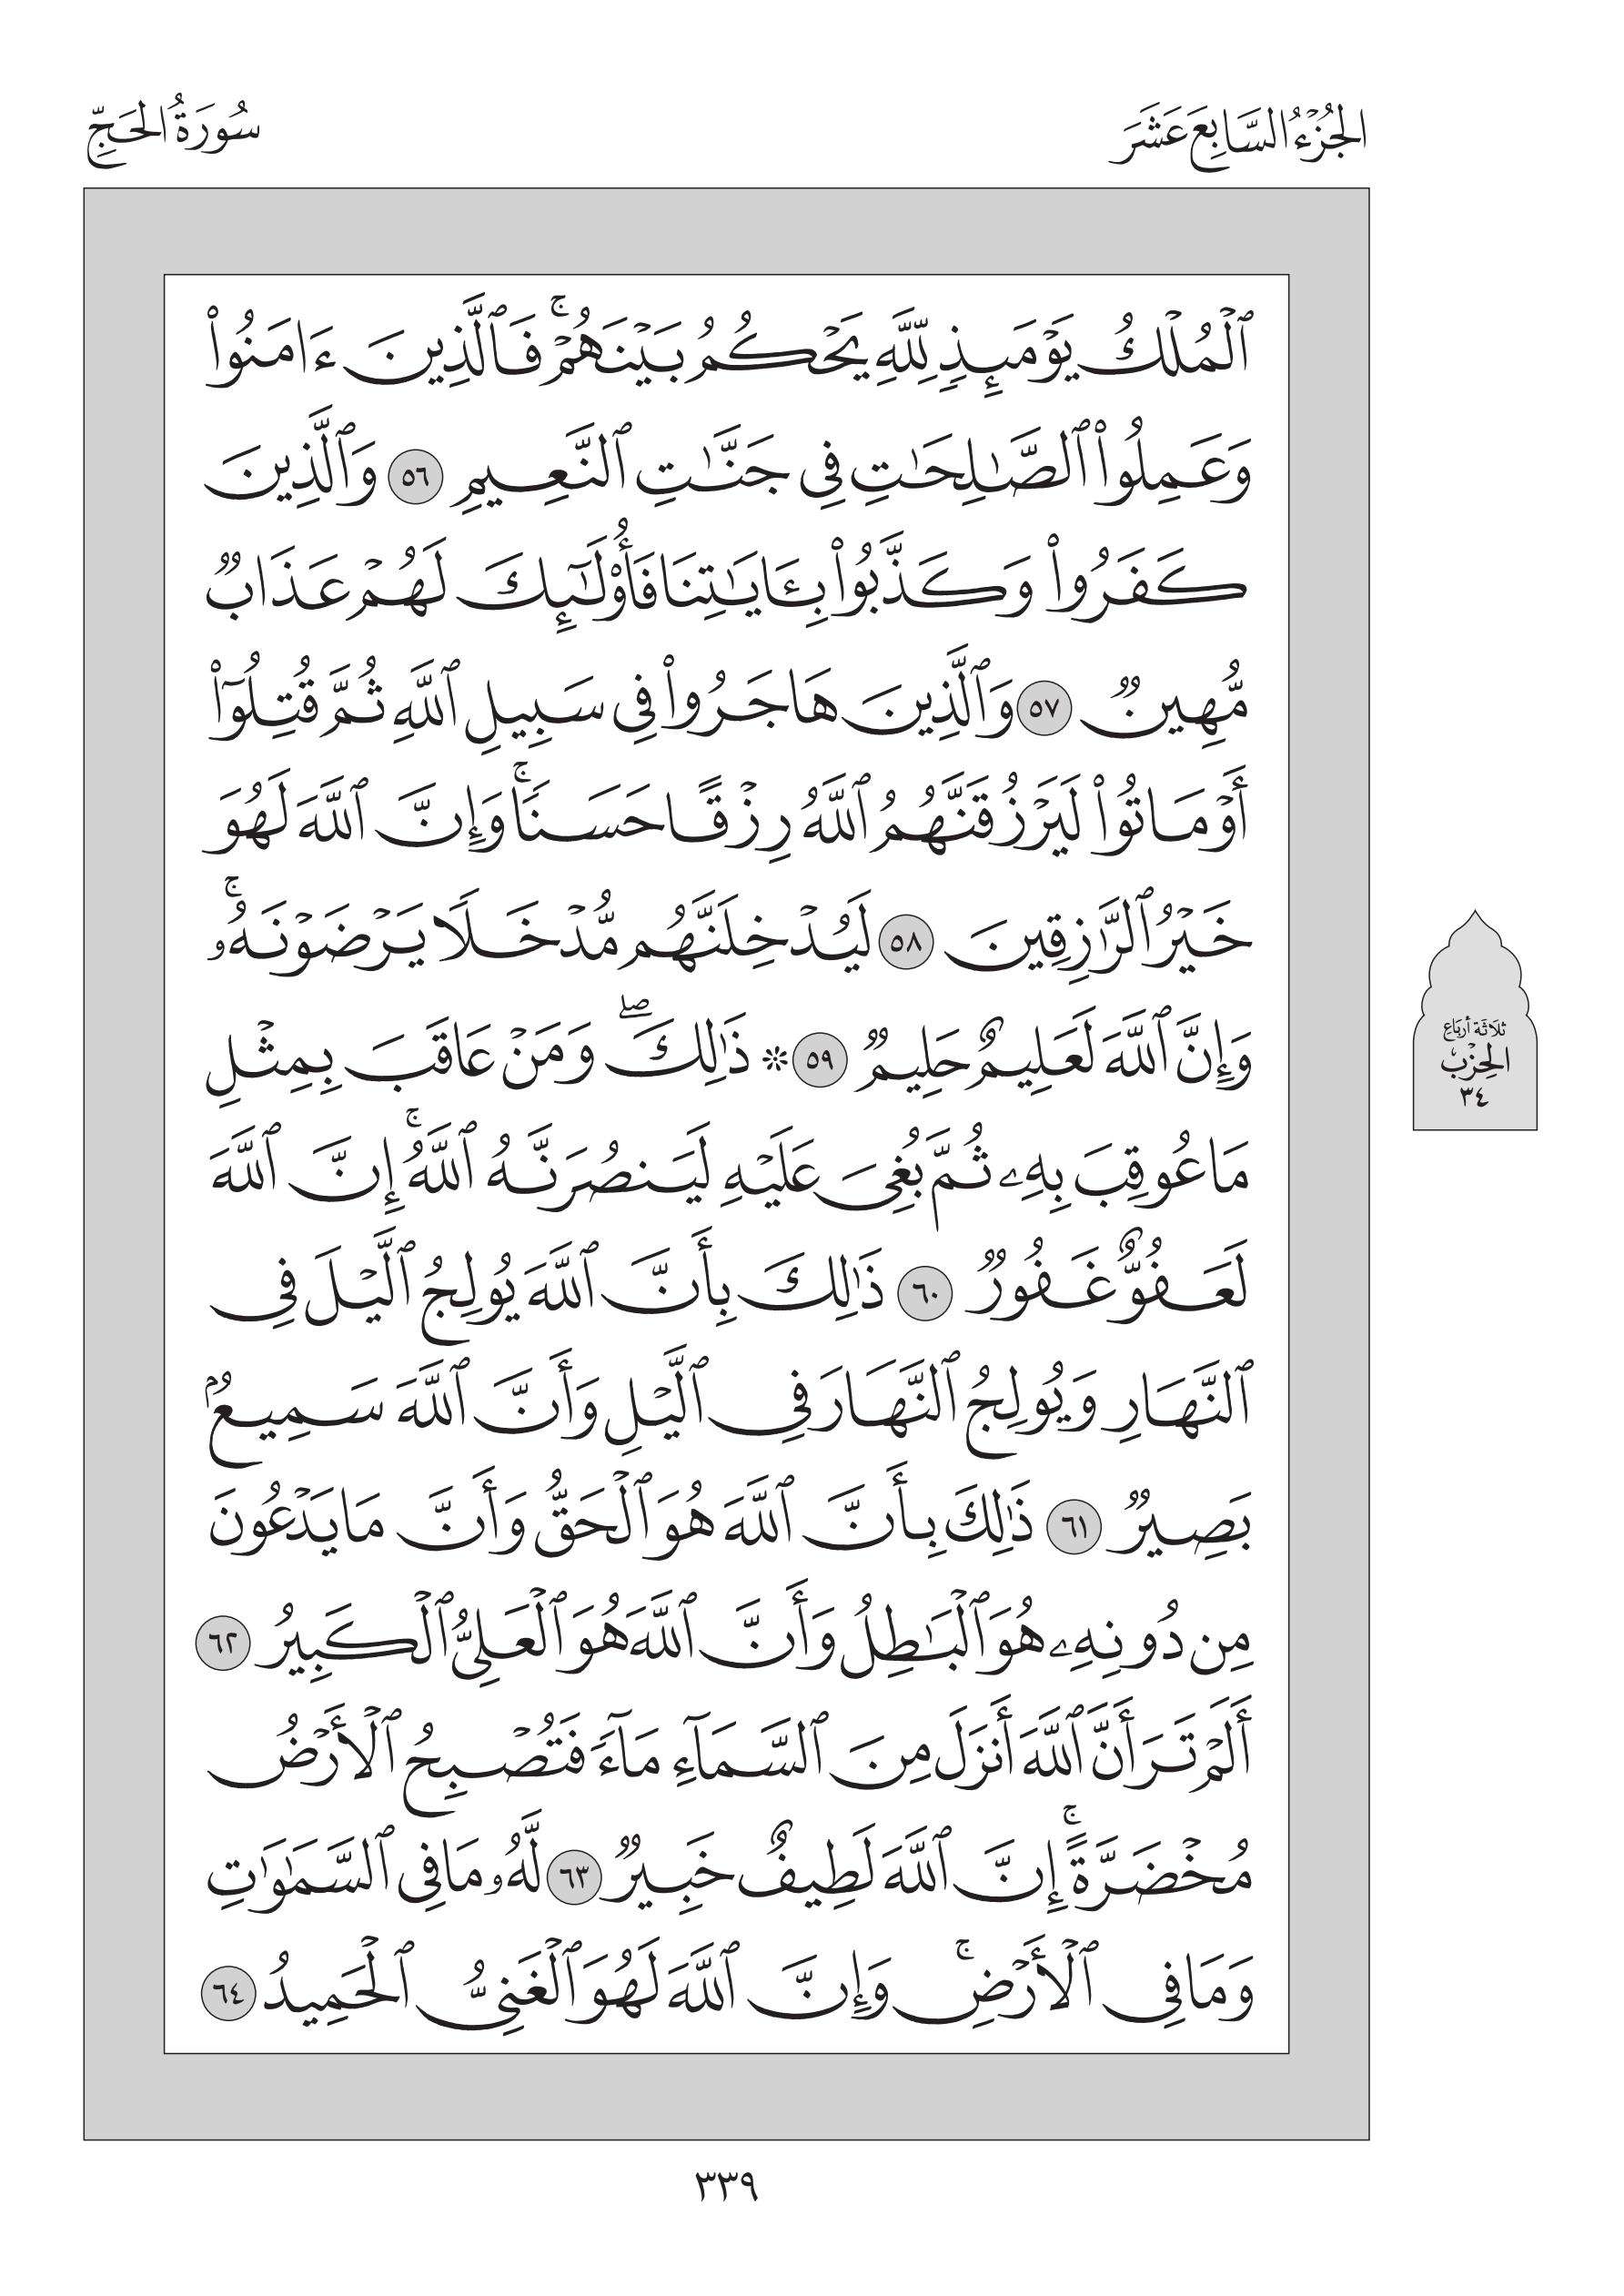 الجُزْءُ السَّابِعَ عَشَرَ
سُورَةُ الحَجِّ
ٱلْمُلْكُ يَوْمَئِذٍ لِّلَّهِ يَحْكُمُ بَيْنَهُمْۚ فَٱلَّذِينَ ءَامَنُوا۟
وَعَمِلُوا۟ ٱلصَّـٰلِحَـٰتِ فِى جَنَّـٰتِ ٱلنَّعِيمِ ٥٦ وَٱلَّذِينَ
كَفَرُوا۟ وَكَذَّبُوا۟ بِـَٔايَـٰتِنَا فَأُو۟لَـٰٓئِكَ لَهُمْ عَذَابٌ
مُّهِينٌ ٥٧ وَٱلَّذِينَ هَاجَرُوا۟ فِى سَبِيلِ ٱللَّهِ ثُمَّ قُتِلُوٓا۟
أَوْ مَاتُوا۟ لَيَرْزُقَنَّهُمُ ٱللَّهُ رِزْقًا حَسَنًاۚ وَإِنَّ ٱللَّهَ لَهُوَ
خَيْرُ ٱلرَّٰزِقِينَ ٥٨ لَيُدْخِلَنَّهُم مُّدْخَلًا يَرْضَوْنَهُۥۚ
وَإِنَّ ٱللَّهَ لَعَلِيمٌ حَلِيمٌ ٥٩ ۞ ذَٰلِكَۖ وَمَنْ عَاقَبَ بِمِثْلِ
مَا عُوقِبَ بِهِۦ ثُمَّ بُغِىَ عَلَيْهِ لَيَنصُرَنَّهُ ٱللَّهُۚ إِنَّ ٱللَّهَ
لَعَفُوٌّ غَفُورٌ ٦٠ ذَٰلِكَ بِأَنَّ ٱللَّهَ يُولِجُ ٱلَّيْلَ فِى
ٱلنَّهَارِ وَيُولِجُ ٱلنَّهَارَ فِى ٱلَّيْلِ وَأَنَّ ٱللَّهَ سَمِيعٌۢ
بَصِيرٌ ٦١ ذَٰلِكَ بِأَنَّ ٱللَّهَ هُوَ ٱلْحَقُّ وَأَنَّ مَا يَدْعُونَ
مِن دُونِهِۦ هُوَ ٱلْبَـٰطِلُ وَأَنَّ ٱللَّهَ هُوَ ٱلْعَلِىُّ ٱلْكَبِيرُ ٦٢
أَلَمْ تَرَ أَنَّ ٱللَّهَ أَنزَلَ مِنَ ٱلسَّمَآءِ مَآءً فَتُصْبِحُ ٱلْأَرْضُ
مُخْضَرَّةًۚ إِنَّ ٱللَّهَ لَطِيفٌ خَبِيرٌ ٦٣ لَّهُۥ مَا فِى ٱلسَّمَـٰوَٰتِ
وَمَا فِى ٱلْأَرْضِۚ وَإِنَّ ٱللَّهَ لَهُوَ ٱلْغَنِىُّ ٱلْحَمِيدُ ٦٤
ثلاثة أرباع
الحِزْب
٣٤
٣٣٩